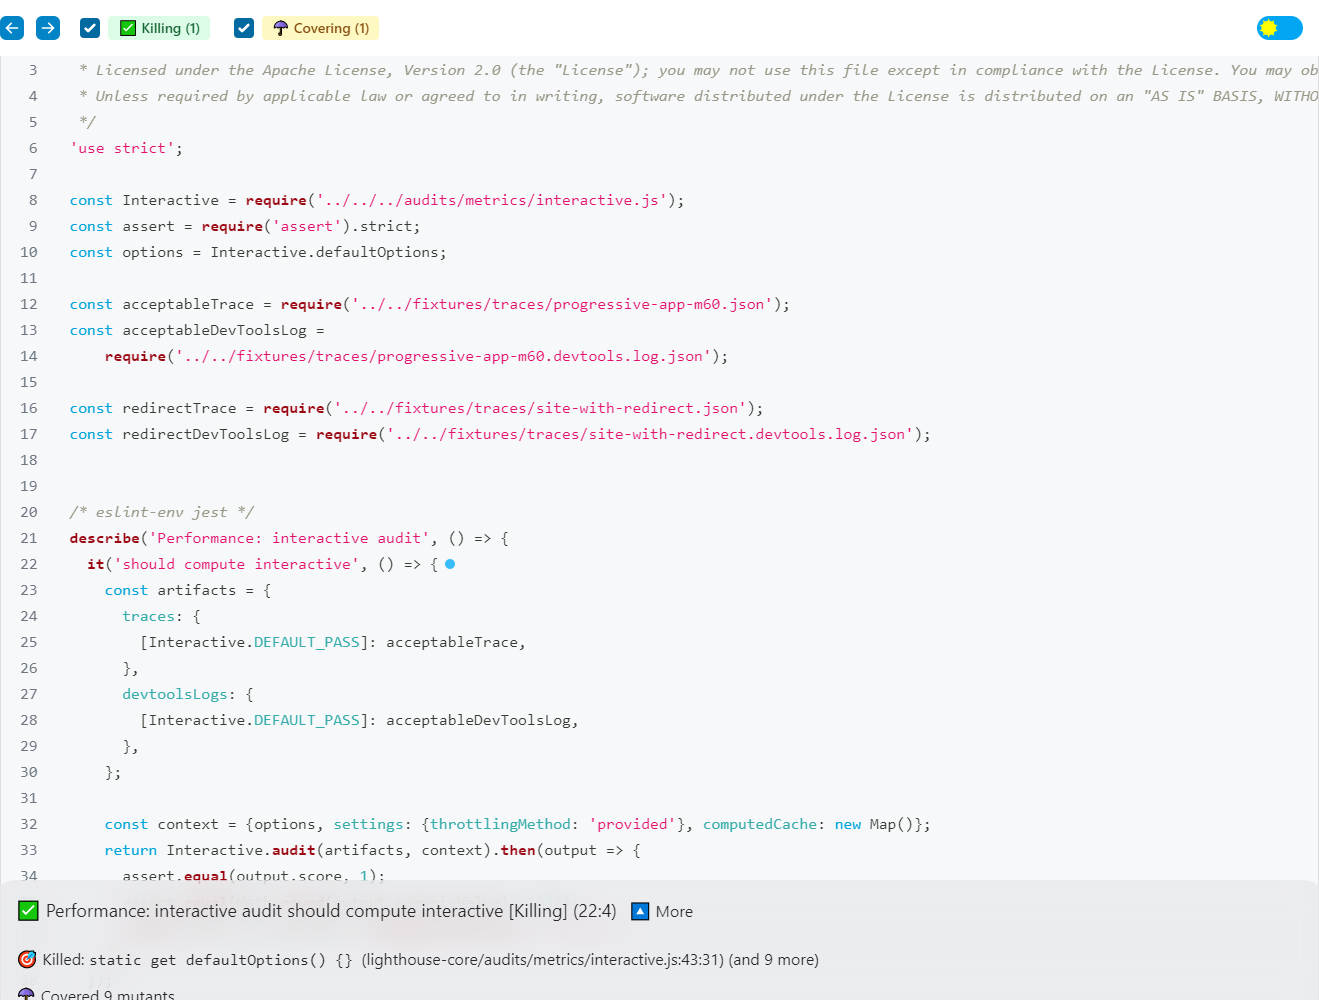 Killing (1) Covering (1)
3 * Licensed under the Apache License, Version 2.0 (the "License"); you may not use this file except in compliance with the License. You may ob
4 * Unless required by applicable law or agreed to in writing, software distributed under the License is distributed on an "AS IS" BASIS, WITHO
5 */
6 'use strict';
7
8 const Interactive = require('../../../audits/metrics/interactive.js');
9 const assert = require('assert').strict;
10 const options = Interactive.defaultOptions;
11
12 const acceptableTrace = require('../../fixtures/traces/progressive-app-m60.json');
13 const acceptableDevToolsLog =
14 require('../../fixtures/traces/progressive-app-m60.devtools.log.json');
15
16 const redirectTrace = require('../../fixtures/traces/site-with-redirect.json');
17 const redirectDevToolsLog = require('../../fixtures/traces/site-with-redirect.devtools.log.json');
18
19
20 /* eslint-env jest */
21 describe('Performance: interactive audit', () => {
22 it('should compute interactive', () => {
23 const artifacts = {
24 traces: {
25 [Interactive.DEFAULT_PASS]: acceptableTrace,
26 },
27 devtoolsLogs: {
28 [Interactive.DEFAULT_PASS]: acceptableDevToolsLog,
29 },
30 };
31
32 const context = {options, settings: {throttlingMethod: 'provided'}, computedCache: new Map()};
33 return Interactive.audit(artifacts, context).then(output => {
34 assert.equal(output.score, 1);
Performance: interactive audit should compute interactive [Killing] (22:4) More
Killed: static get defaultOptions() {} (lighthouse-core/audits/metrics/interactive.js:43:31) (and 9 more)
Covered 9 mutants